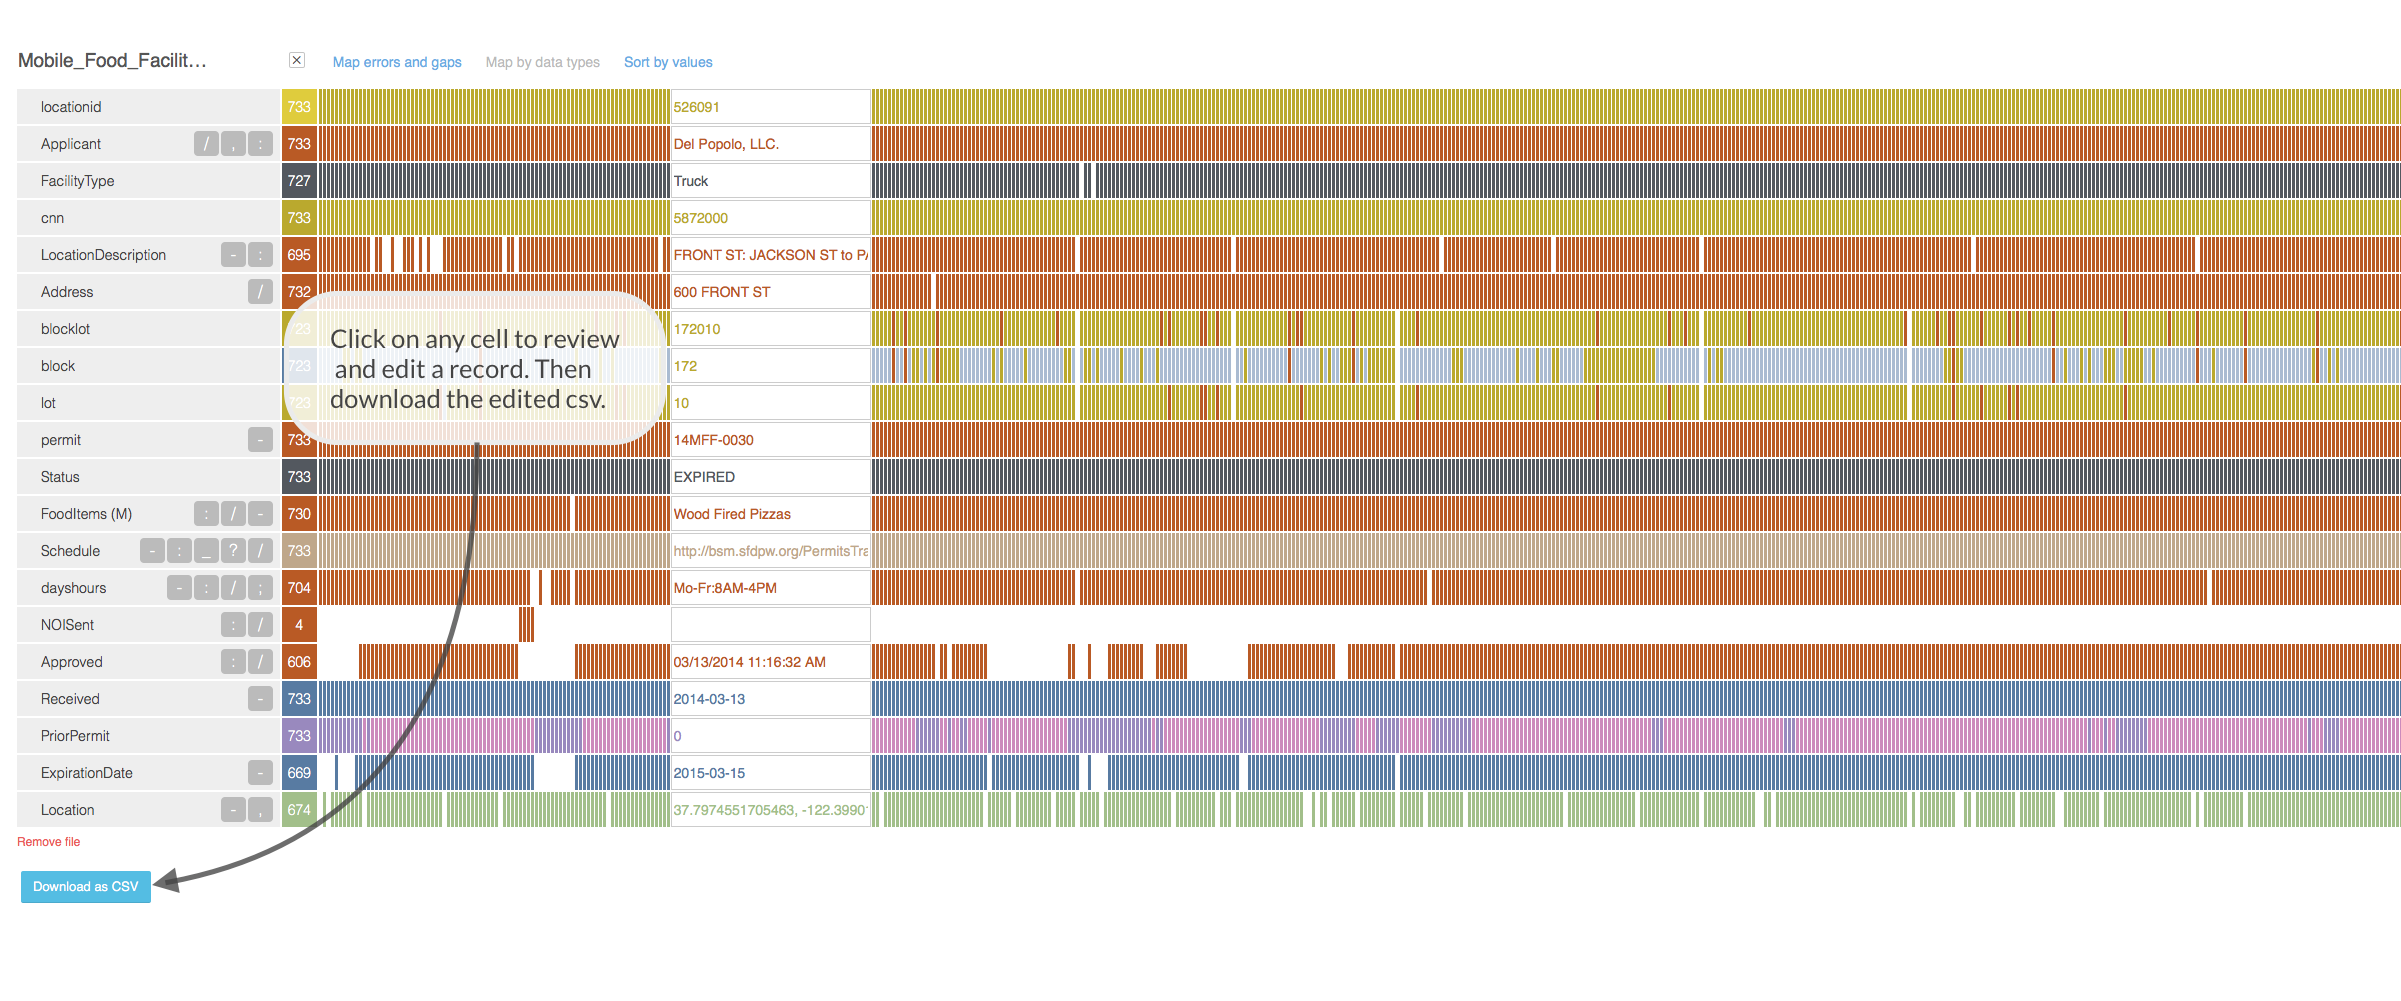 Mobile_Food_Facilit...
Map errors and gaps Map by data types Sort by values
locationid 733 526091
Applicant / , : 733 Del Popolo, LLC.
FacilityType 727 Truck
cnn 733 5872000
LocationDescription - : 695 FRONT ST: JACKSON ST to PA
Address / 732 600 FRONT ST
blocklot 723 172010
block 723 172
lot 723 10
permit - 733 14MFF-0030
Status 733 EXPIRED
FoodItems (M) : / - 730 Wood Fired Pizzas
Schedule - : _ ? / 733 http://bsm.sfdpw.org/PermitsTra
dayshours - : / ; 704 Mo-Fr:8AM-4PM
NOISent : / 4
Approved : / 606 03/13/2014 11:16:32 AM
Received - 733 2014-03-13
PriorPermit 733 0
ExpirationDate - 669 2015-03-15
Location - , 674 37.7974551705463, -122.3990
Click on any cell to review
and edit a record. Then
download the edited csv.
Remove file
Download as CSV